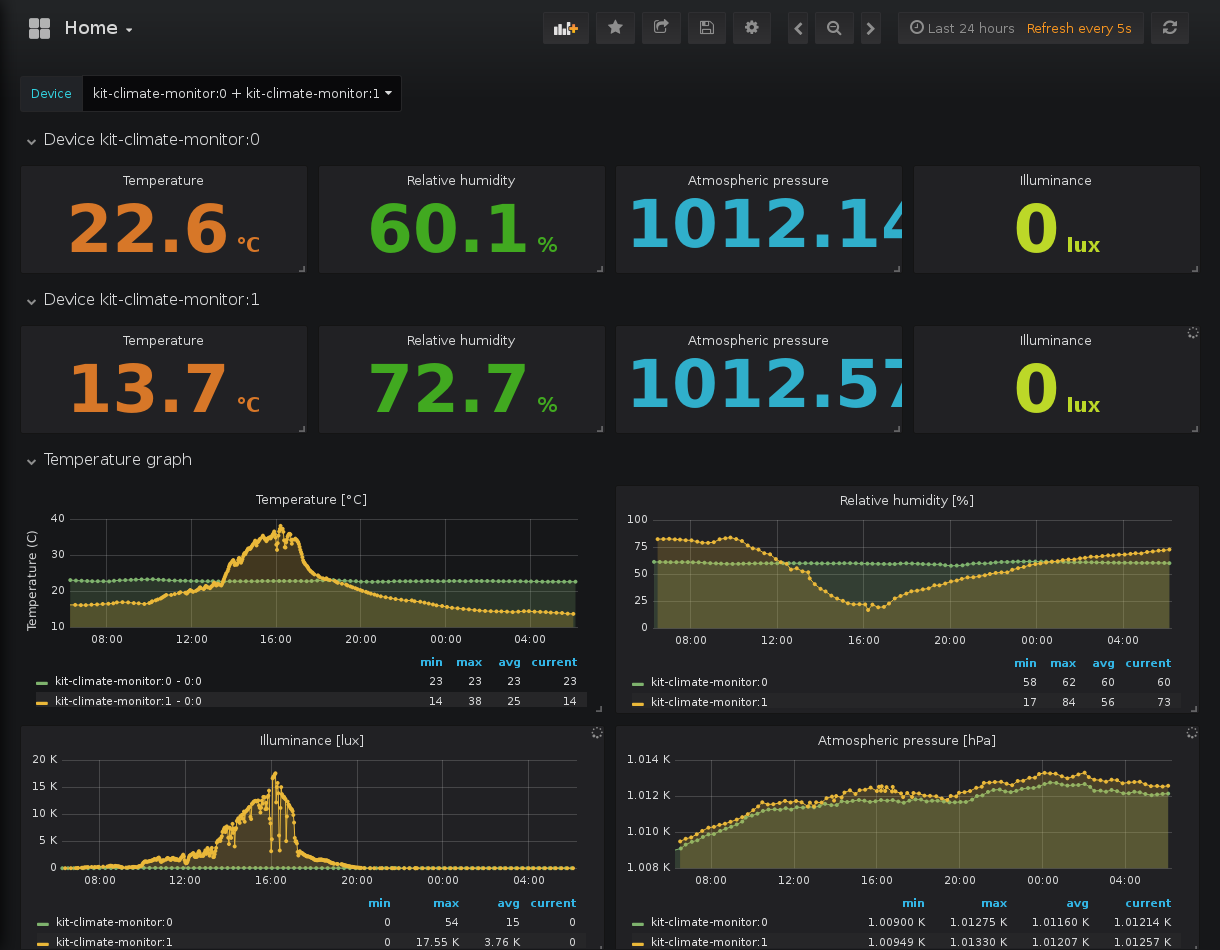 Home
Last 24 hours Refresh every 5s
Device kit-climate-monitor:0 + kit-climate-monitor:1
Device kit-climate-monitor:0
Temperature Relative humidity Atmospheric pressure Illuminance
22.6 °C 60.1 % 1012.14 0 lux
Device kit-climate-monitor:1
Temperature Relative humidity Atmospheric pressure Illuminance
13.7 °C 72.7 % 1012.57 0 lux
Temperature graph
Temperature [°C]
Temperature (C)
40
30
20
10
08:00 12:00 16:00 20:00 00:00 04:00
min max avg current
kit-climate-monitor:0 - 0:0 23 23 23 23
kit-climate-monitor:1 - 0:0 14 38 25 14
Relative humidity [%]
100
75
50
25
0
08:00 12:00 16:00 20:00 00:00 04:00
min max avg current
kit-climate-monitor:0 58 62 60 60
kit-climate-monitor:1 17 84 56 73
Illuminance [lux]
20 K
15 K
10 K
5 K
0
08:00 12:00 16:00 20:00 00:00 04:00
min max avg current
kit-climate-monitor:0 0 54 15 0
kit-climate-monitor:1 0 17.55 K 3.76 K 0
Atmospheric pressure [hPa]
1.014 K
1.012 K
1.010 K
1.008 K
08:00 12:00 16:00 20:00 00:00 04:00
min max avg current
kit-climate-monitor:0 1.00900 K 1.01275 K 1.01160 K 1.01214 K
kit-climate-monitor:1 1.00949 K 1.01330 K 1.01207 K 1.01257 K